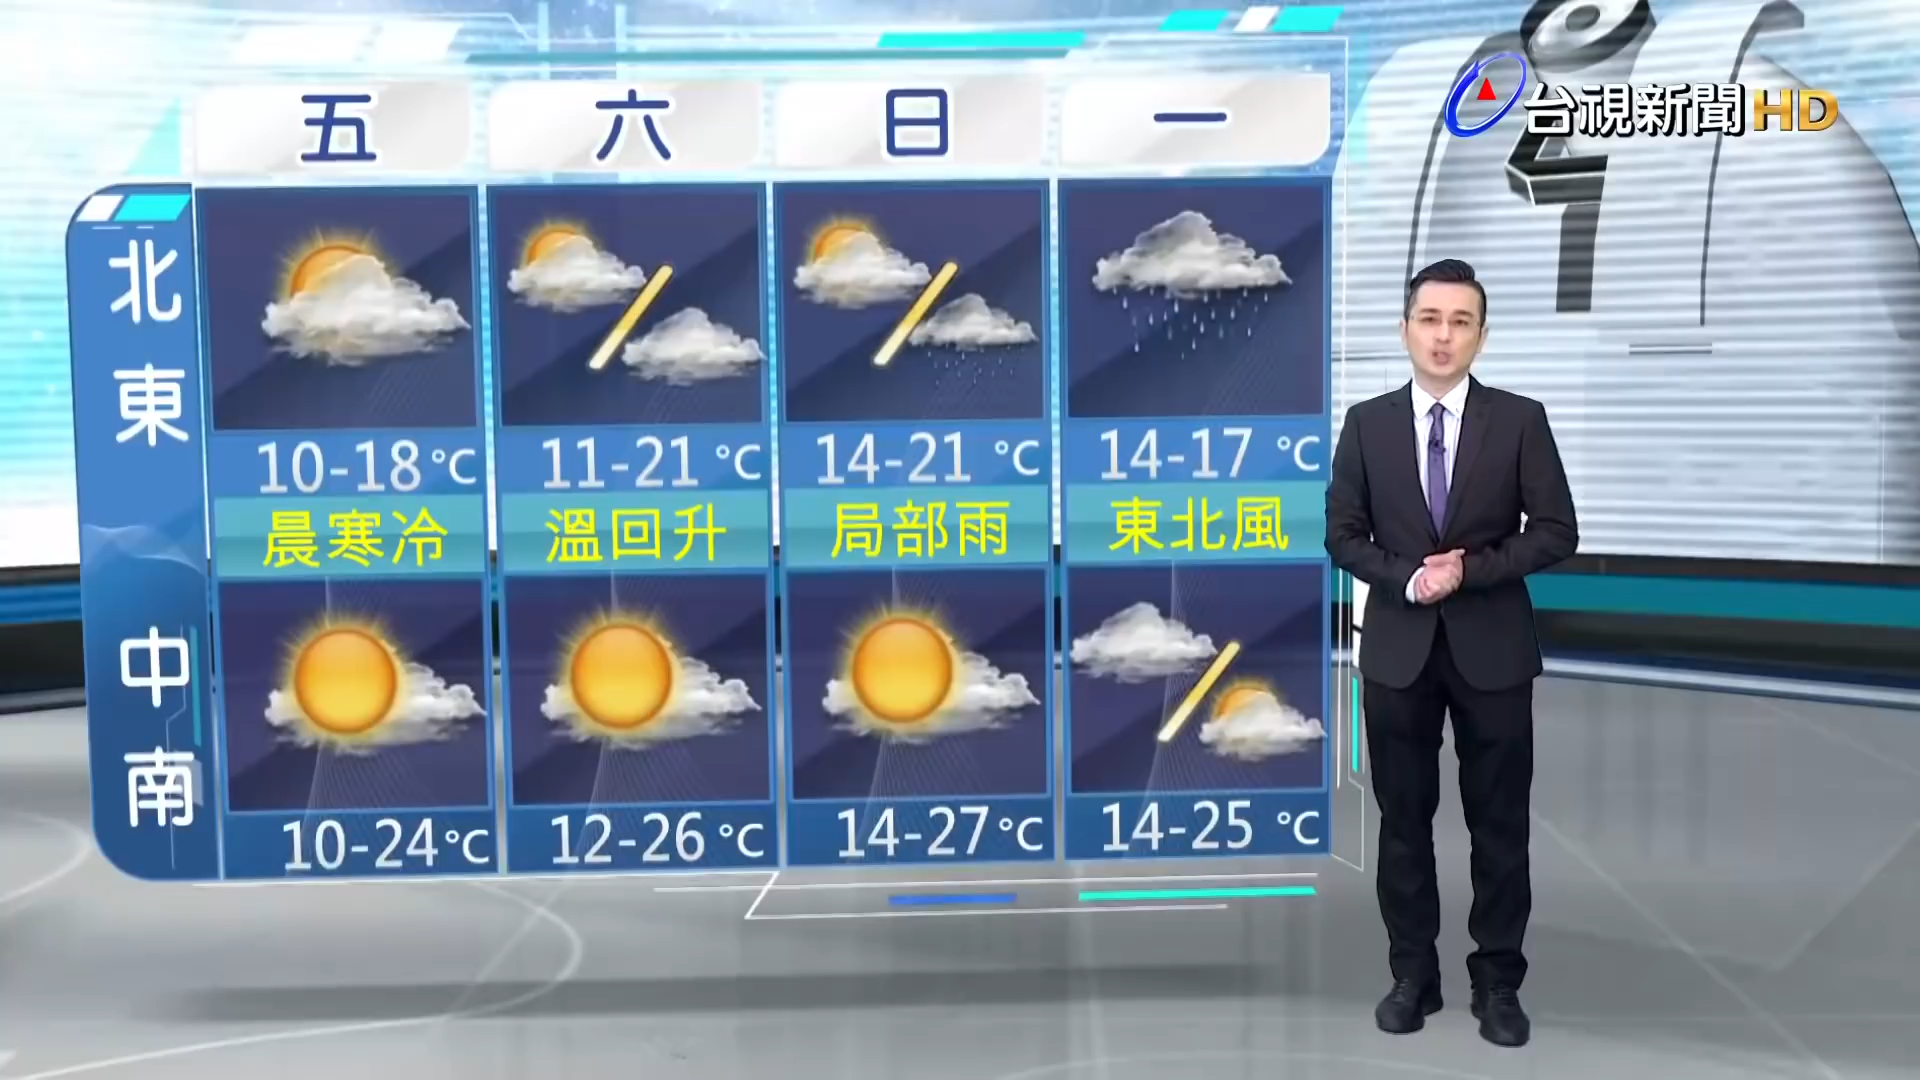 台視新聞HD
五 六 日 一
北東
10-18°C 11-21°C 14-21°C 14-17°C
晨寒冷 溫回升 局部雨 東北風
中南
10-24°C 12-26°C 14-27°C 14-25°C